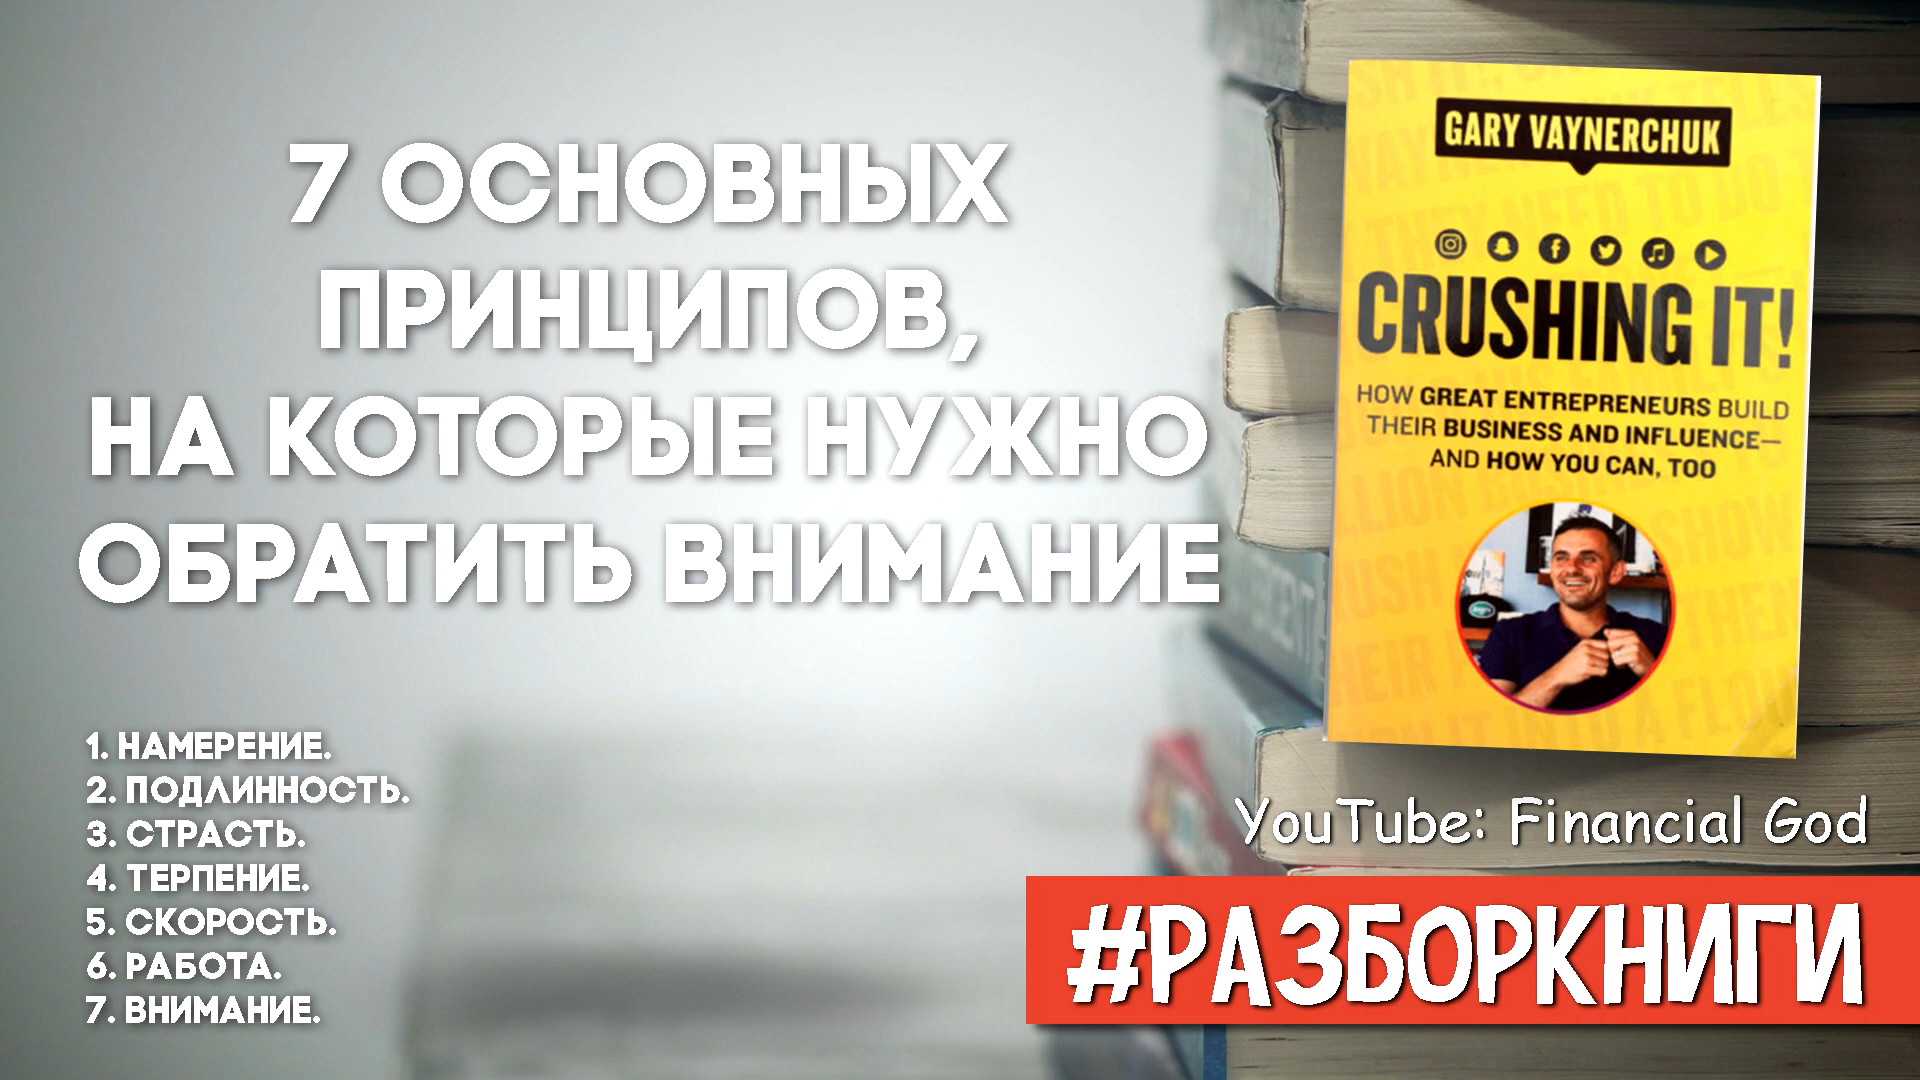 7 ОСНОВНЫХ
ПРИНЦИПОВ,
НА КОТОРЫЕ НУЖНО
ОБРАТИТЬ ВНИМАНИЕ
1. НАМЕРЕНИЕ.
2. ПОДЛИННОСТЬ.
3. СТРАСТЬ.
4. ТЕРПЕНИЕ.
5. СКОРОСТЬ.
6. РАБОТА.
7. ВНИМАНИЕ.
GARY VAYNERCHUK
CRUSHING IT!
HOW GREAT ENTREPRENEURS BUILD
THEIR BUSINESS AND INFLUENCE—
AND HOW YOU CAN, TOO
YouTube: Financial God
#РАЗБОРКНИГИ